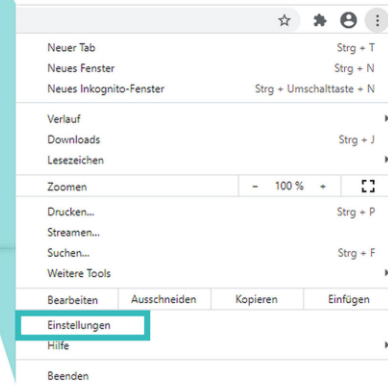 Neuer Tab Strg + T
Neues Fenster Strg + N
Neues Inkognito-Fenster Strg + Umschalttaste + N
Verlauf
Downloads Strg + J
Lesezeichen
Zoomen - 100 % +
Drucken... Strg + P
Streamen...
Suchen... Strg + F
Weitere Tools
Bearbeiten Ausschneiden Kopieren Einfügen
Einstellungen
Hilfe
Beenden